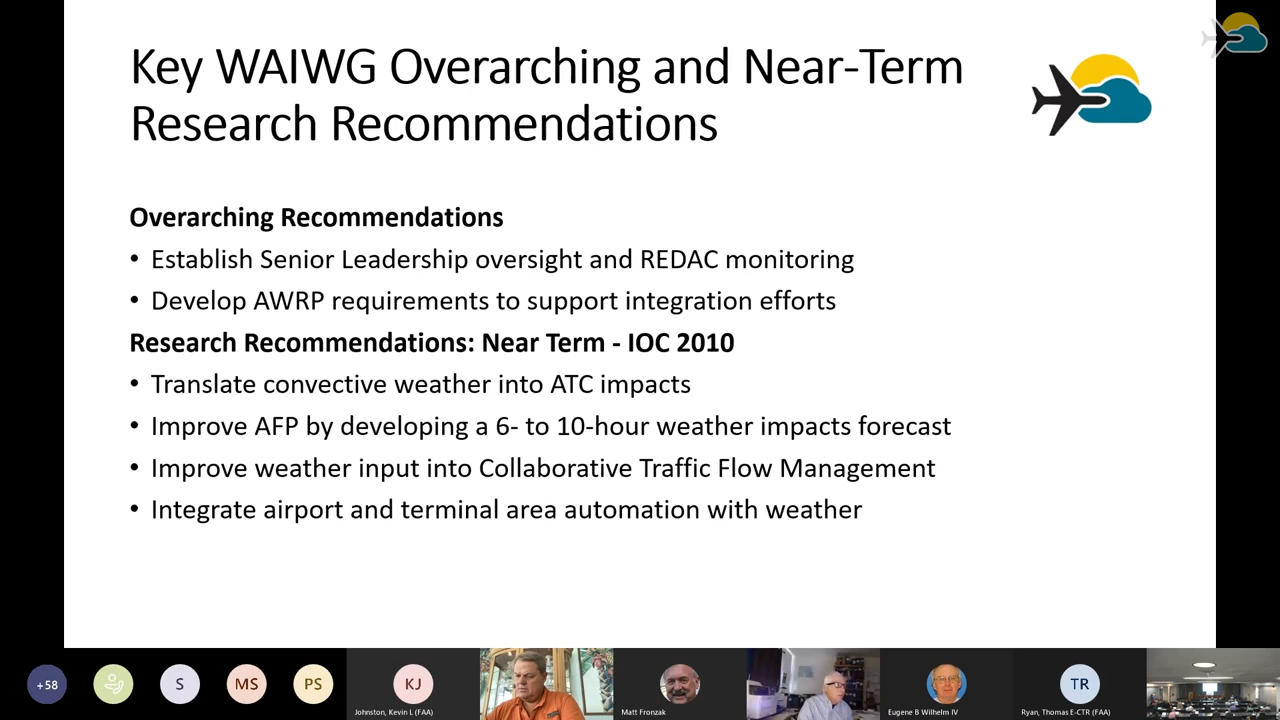 Key WAIWG Overarching and Near-Term
Research Recommendations
Overarching Recommendations
• Establish Senior Leadership oversight and REDAC monitoring
• Develop AWRP requirements to support integration efforts
Research Recommendations: Near Term - IOC 2010
• Translate convective weather into ATC impacts
• Improve AFP by developing a 6- to 10-hour weather impacts forecast
• Improve weather input into Collaborative Traffic Flow Management
• Integrate airport and terminal area automation with weather
+58
S
MS
PS
KJ
TR
Johnston, Kevin L (FAA)
Matt Fronzak
Eugene B Wilhelm IV
Ryan, Thomas E-CTR (FAA)